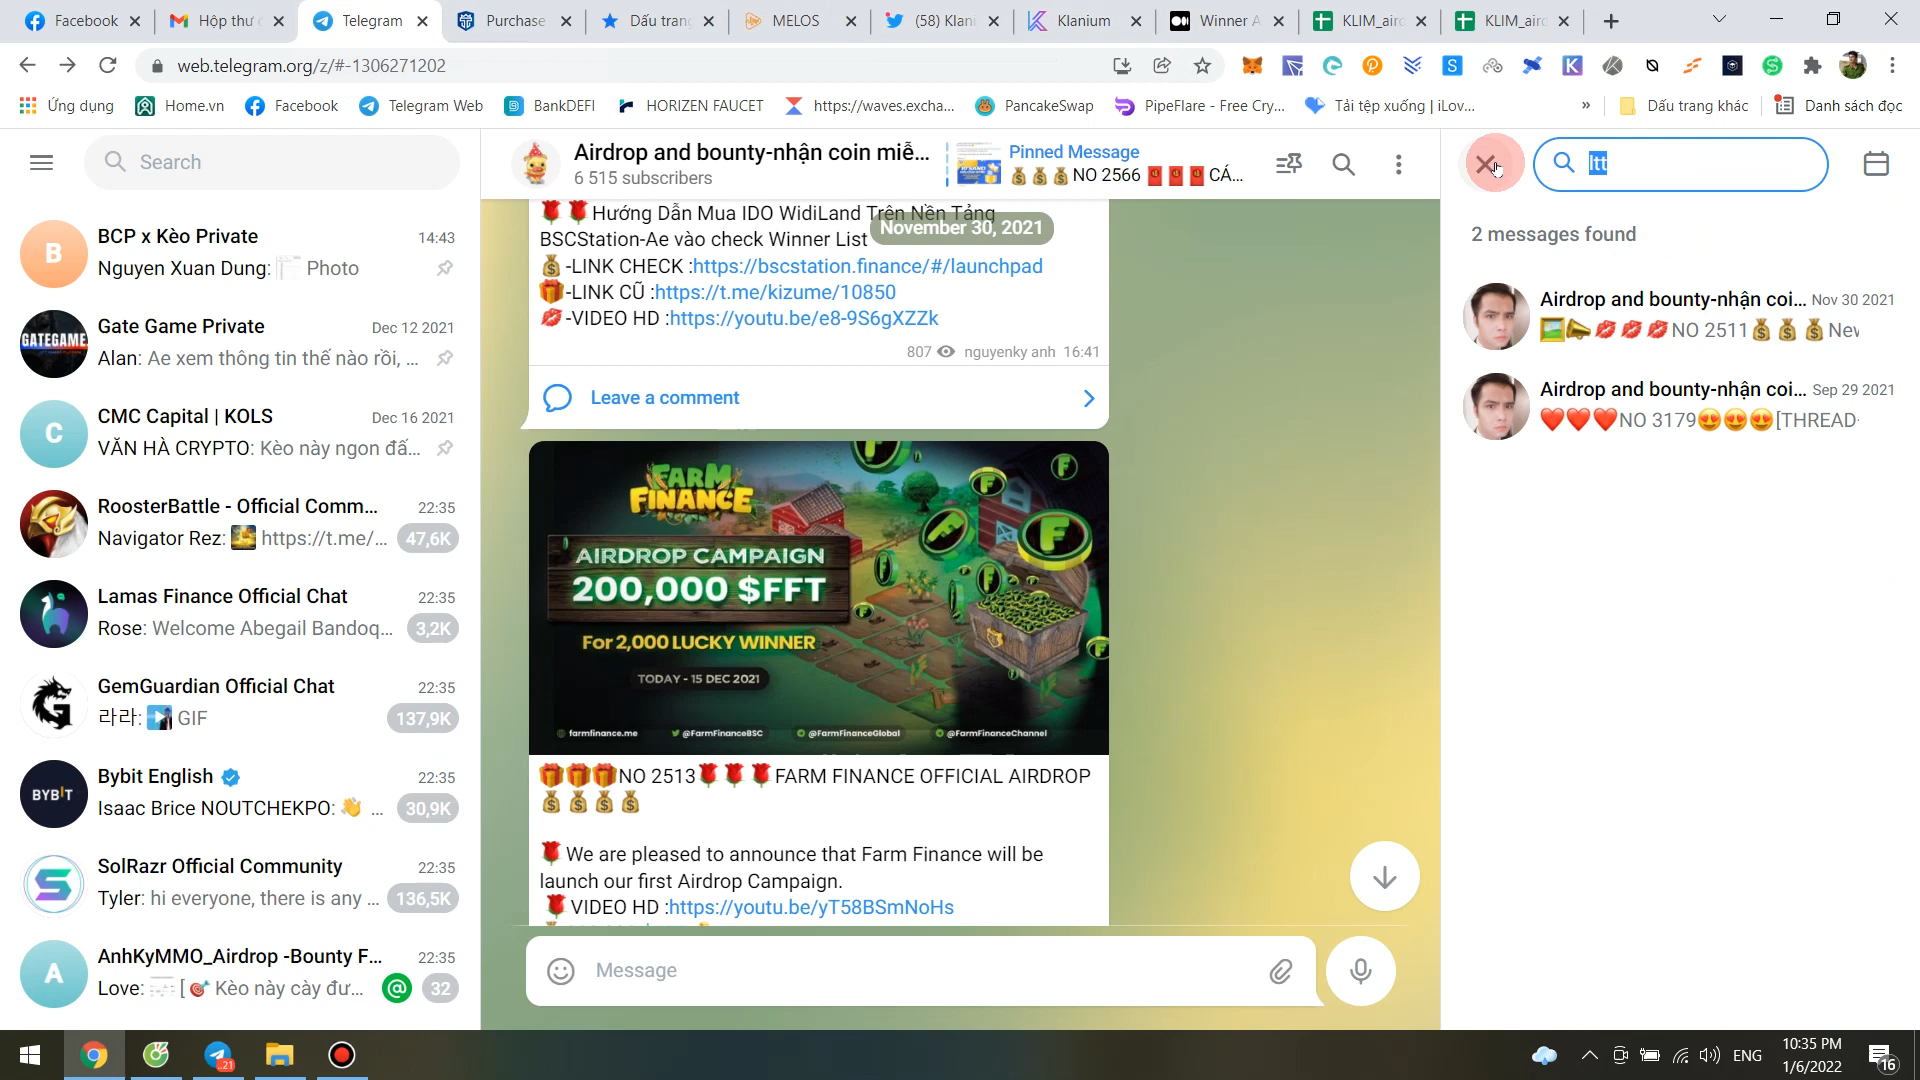 Facebook
Hộp thư
Telegram
Purchase
Dấu tran
MELOS
(58) Klani
Klanium
Winner A
KLIM_aird
KLIM_aird
web.telegram.org/z/#-1306271202
Ứng dụng
Home.vn
Facebook
Telegram Web
BankDEFI
HORIZEN FAUCET
https://waves.excha...
PancakeSwap
PipeFlare - Free Cry...
Tải tệp xuống | iLov...
»
Dấu trang khác
Danh sách đọc
Search
BCP x Kèo Private 14:43
Nguyen Xuan Dung: Photo
GATEGAME
Gate Game Private Dec 12 2021
Alan: Ae xem thông tin thế nào rồi, ...
CMC Capital | KOLS Dec 16 2021
VĂN HÀ CRYPTO: Kèo này ngon đấ...
RoosterBattle - Official Comm... 22:35
Navigator Rez: https://t.me/... 47,6K
Lamas Finance Official Chat 22:35
Rose: Welcome Abegail Bandoq... 3,2K
GemGuardian Official Chat 22:35
라라: GIF 137,9K
BYBIT
Bybit English 22:35
Isaac Brice NOUTCHEKPO: 👋 ... 30,9K
SolRazr Official Community 22:35
Tyler: hi everyone, there is any ... 136,5K
AnhKyMMO_Airdrop -Bounty F... 22:35
Love: [ 🎯 Kèo này cày đư... @ 32
B
C
A
Airdrop and bounty-nhận coin miễ...
6 515 subscribers
Pinned Message
💰💰💰NO 2566 🧧🧧🧧CÁ...
November 30, 2021
🌹🌹Hướng Dẫn Mua IDO WidiLand Trên Nền Tảng
BSCStation-Ae vào check Winner List
💰-LINK CHECK :https://bscstation.finance/#/launchpad
🎁-LINK CŨ :https://t.me/kizume/10850
💋-VIDEO HD :https://youtu.be/e8-9S6gXZZk
807 nguyenky anh 16:41
Leave a comment
FARM
FINANCE
AIRDROP CAMPAIGN
200,000 $FFT
For 2,000 LUCKY WINNER
TODAY - 15 DEC 2021
farmfinance.me @FarmFinanceBSC @FarmFinanceGlobal @FarmFinanceChannel
🎁🎁🎁NO 2513🌹🌹🌹FARM FINANCE OFFICIAL AIRDROP
💰💰💰💰
🌹We are pleased to announce that Farm Finance will be
launch our first Airdrop Campaign.
🌹VIDEO HD :https://youtu.be/yT58BSmNoHs
Message
ltt
2 messages found
Airdrop and bounty-nhận coi... Nov 30 2021
🖼📣💋💋💋NO 2511💰💰💰Nev
Airdrop and bounty-nhận coi... Sep 29 2021
❤❤❤NO 3179😍😍😍[THREAD
21
ENG
10:35 PM
1/6/2022
16